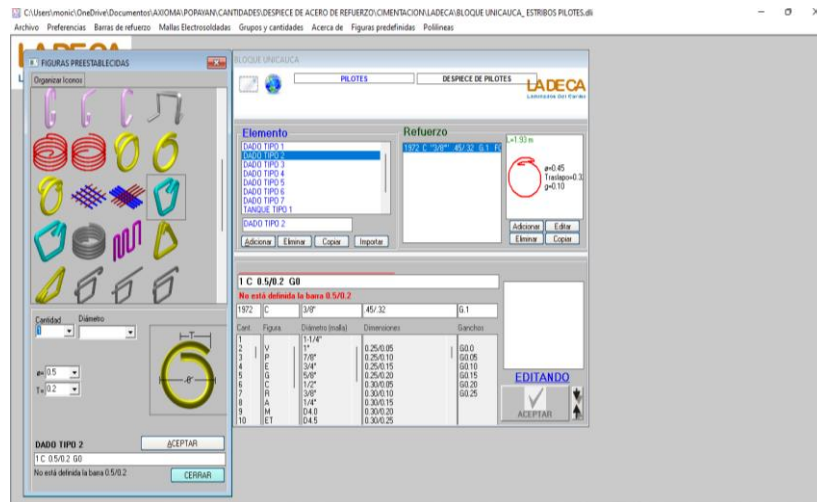 C:\Users\monic\OneDrive\Documentos\AXIOMA\POPAYAN\CANTIDADES\DESPIECE DE ACERO DE REFUERZO\CIMENTACION\LADECA\BLOQUE UNICAUCA_ ESTRIBOS PILOTES.dli
Archivo Preferencias Barras de refuerzo Mallas Electrosoldadas Grupos y cantidades Acerca de Figuras predefinidas Polilineas
FIGURAS PREESTABLECIDAS
Organizar Iconos
Cantidad Diámetro
1
T
ø= 0.5
T= 0.2
DADO TIPO 2
ACEPTAR
1 C 0.5/0.2 G0
No está definida la barra 0.5/0.2
CERRAR
BLOQUE UNICAUCA
PILOTES
DESPIECE DE PILOTES
LADECA
Elemento
DADO TIPO 1
DADO TIPO 2
DADO TIPO 3
DADO TIPO 4
DADO TIPO 5
DADO TIPO 6
DADO TIPO 7
TANQUE TIPO 1
DADO TIPO 2
Adicionar Eliminar Copiar Importar
Refuerzo
1972 C "3/8"" .45/.32 G.1
L=1.93 m
ø=0.45
Traslapo=0.3
g=0.10
Adicionar Editar
Eliminar Copiar
1 C 0.5/0.2 G0
No está definida la barra 0.5/0.2
1972 C 3/8" .45/.32 G.1
Cant. Figura Diámetro (malla) Dimensiones Ganchos
1 1-1/4"
2 V 1" 0.25/0.05 G0.0
3 P 7/8" 0.25/0.10 G0.05
4 E 3/4" 0.25/0.15 G0.10
5 G 5/8" 0.25/0.20 G0.15
6 C 1/2" 0.30/0.05 G0.20
7 R 3/8" 0.30/0.10 G0.25
8 A 1/4" 0.30/0.15
9 M D4.0 0.30/0.20
10 ET D4.5 0.30/0.25
EDITANDO
ACEPTAR